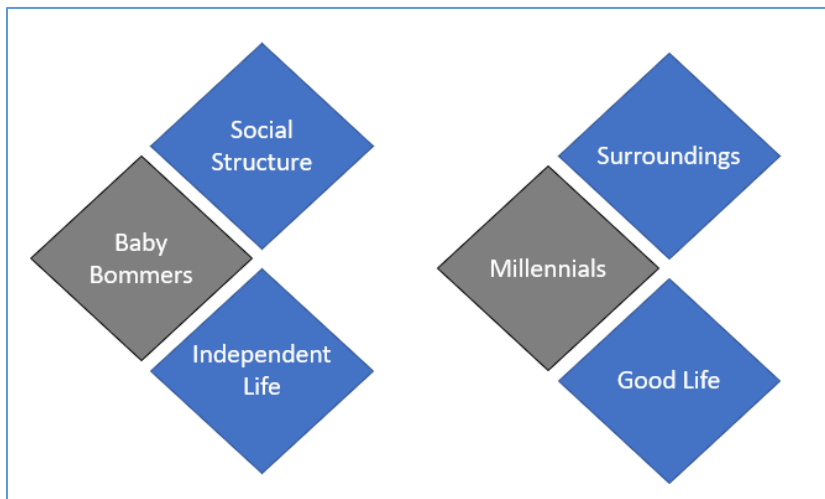 Social
Structure
Baby
Bommers
Independent
Life
Surroundings
Millennials
Good Life